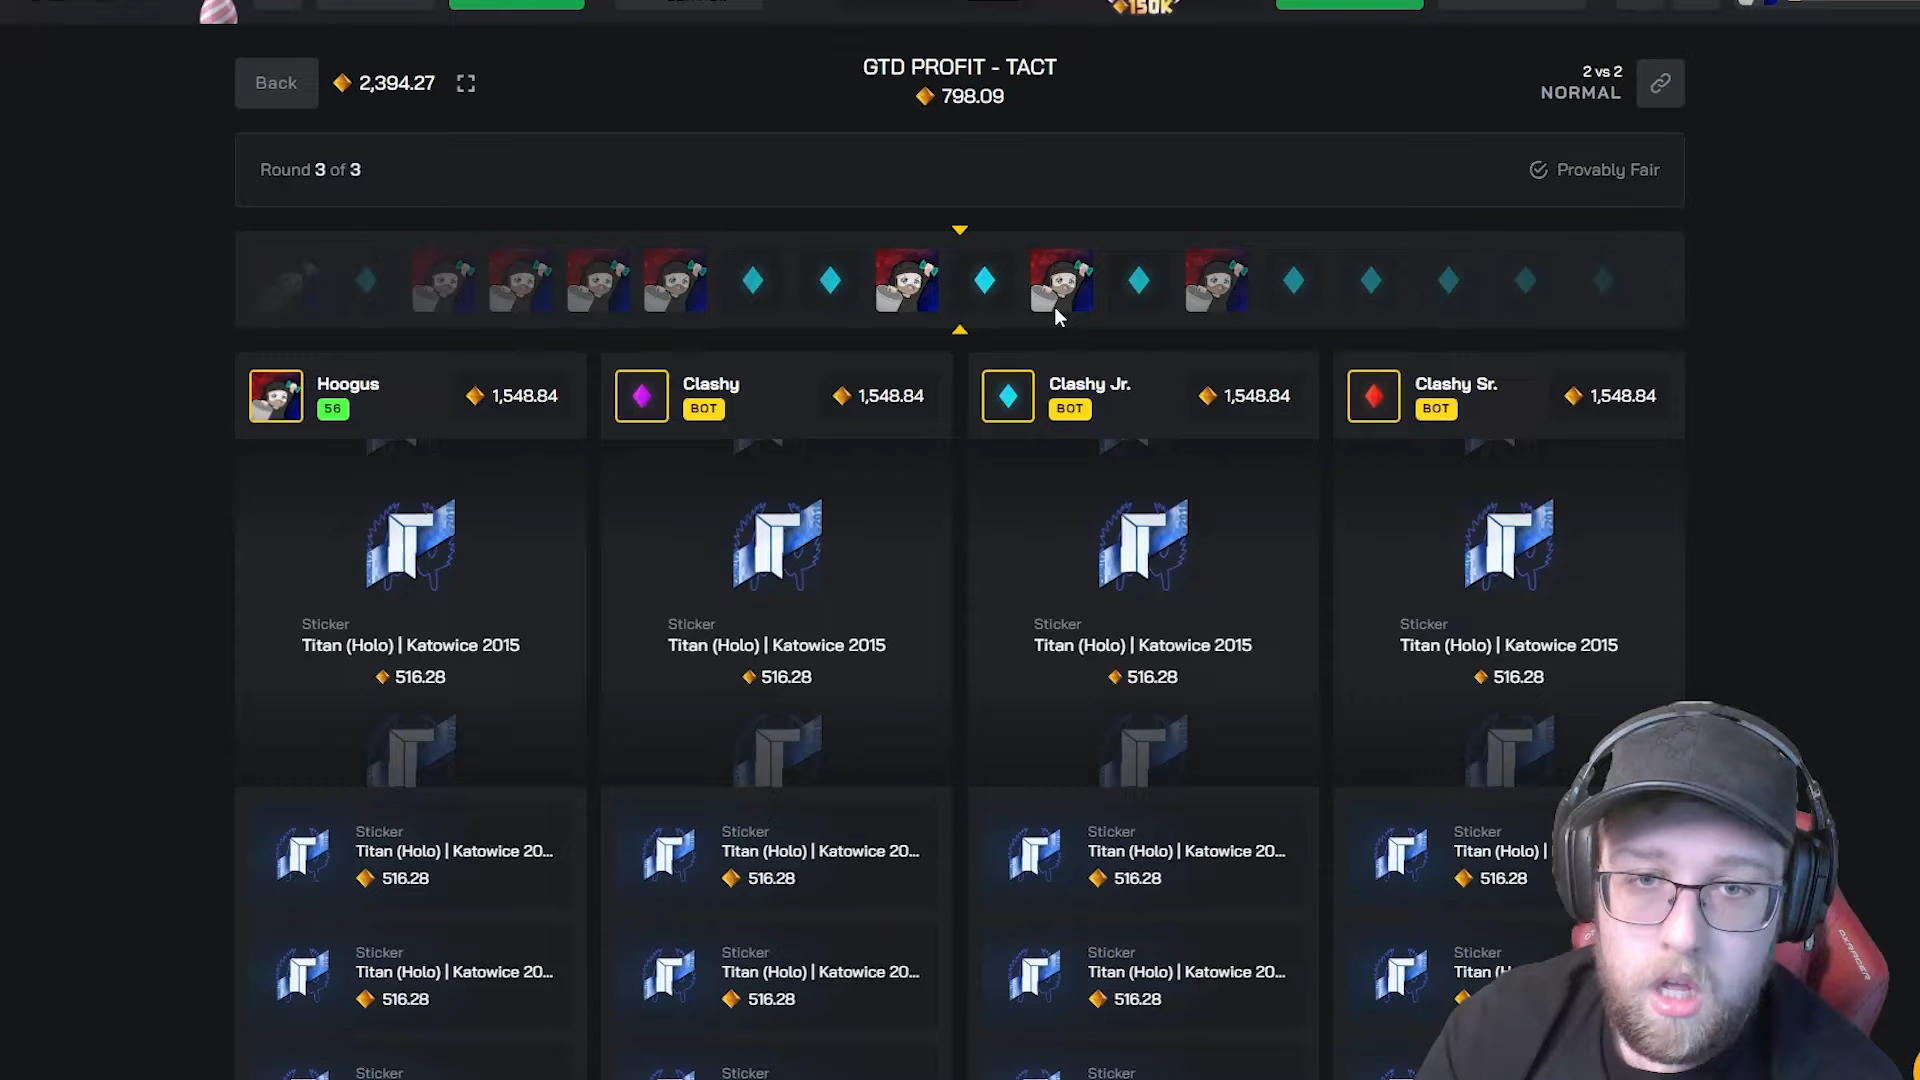 150K
Back
2,394.27
GTD PROFIT - TACT
798.09
2 vs 2
NORMAL
Round 3 of 3
Provably Fair
Hoogus
56
1,548.84
Clashy
BOT
1,548.84
Clashy Jr.
BOT
1,548.84
Clashy Sr.
BOT
1,548.84
Sticker
Titan (Holo) | Katowice 2015
516.28
Sticker
Titan (Holo) | Katowice 2015
516.28
Sticker
Titan (Holo) | Katowice 2015
516.28
Sticker
Titan (Holo) | Katowice 2015
516.28
Sticker
Titan (Holo) | Katowice 20...
516.28
Sticker
Titan (Holo) | Katowice 20...
516.28
Sticker
Titan (Holo) | Katowice 20...
516.28
Sticker
Titan (Holo) |
516.28
Sticker
Titan (Holo) | Katowice 20...
516.28
Sticker
Titan (Holo) | Katowice 20...
516.28
Sticker
Titan (Holo) | Katowice 20...
516.28
Sticker
Titan (H
Sticker
Sticker
Sticker
Sticker